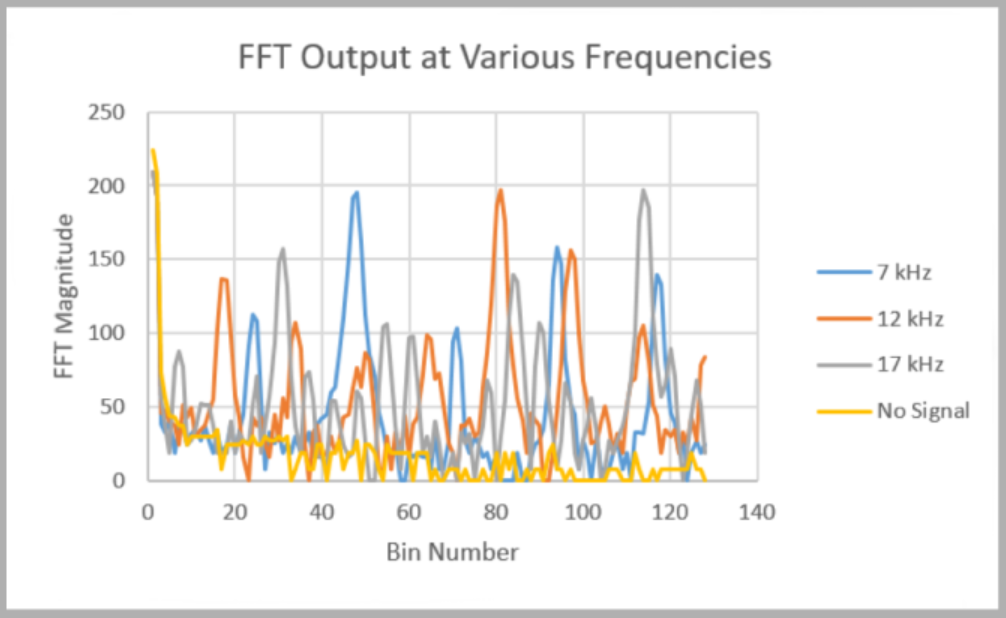 FFT Output at Various Frequencies
250
200
150
100
50
0
FFT Magnitude
0 20 40 60 80 100 120 140
Bin Number
7 kHz
12 kHz
17 kHz
No Signal